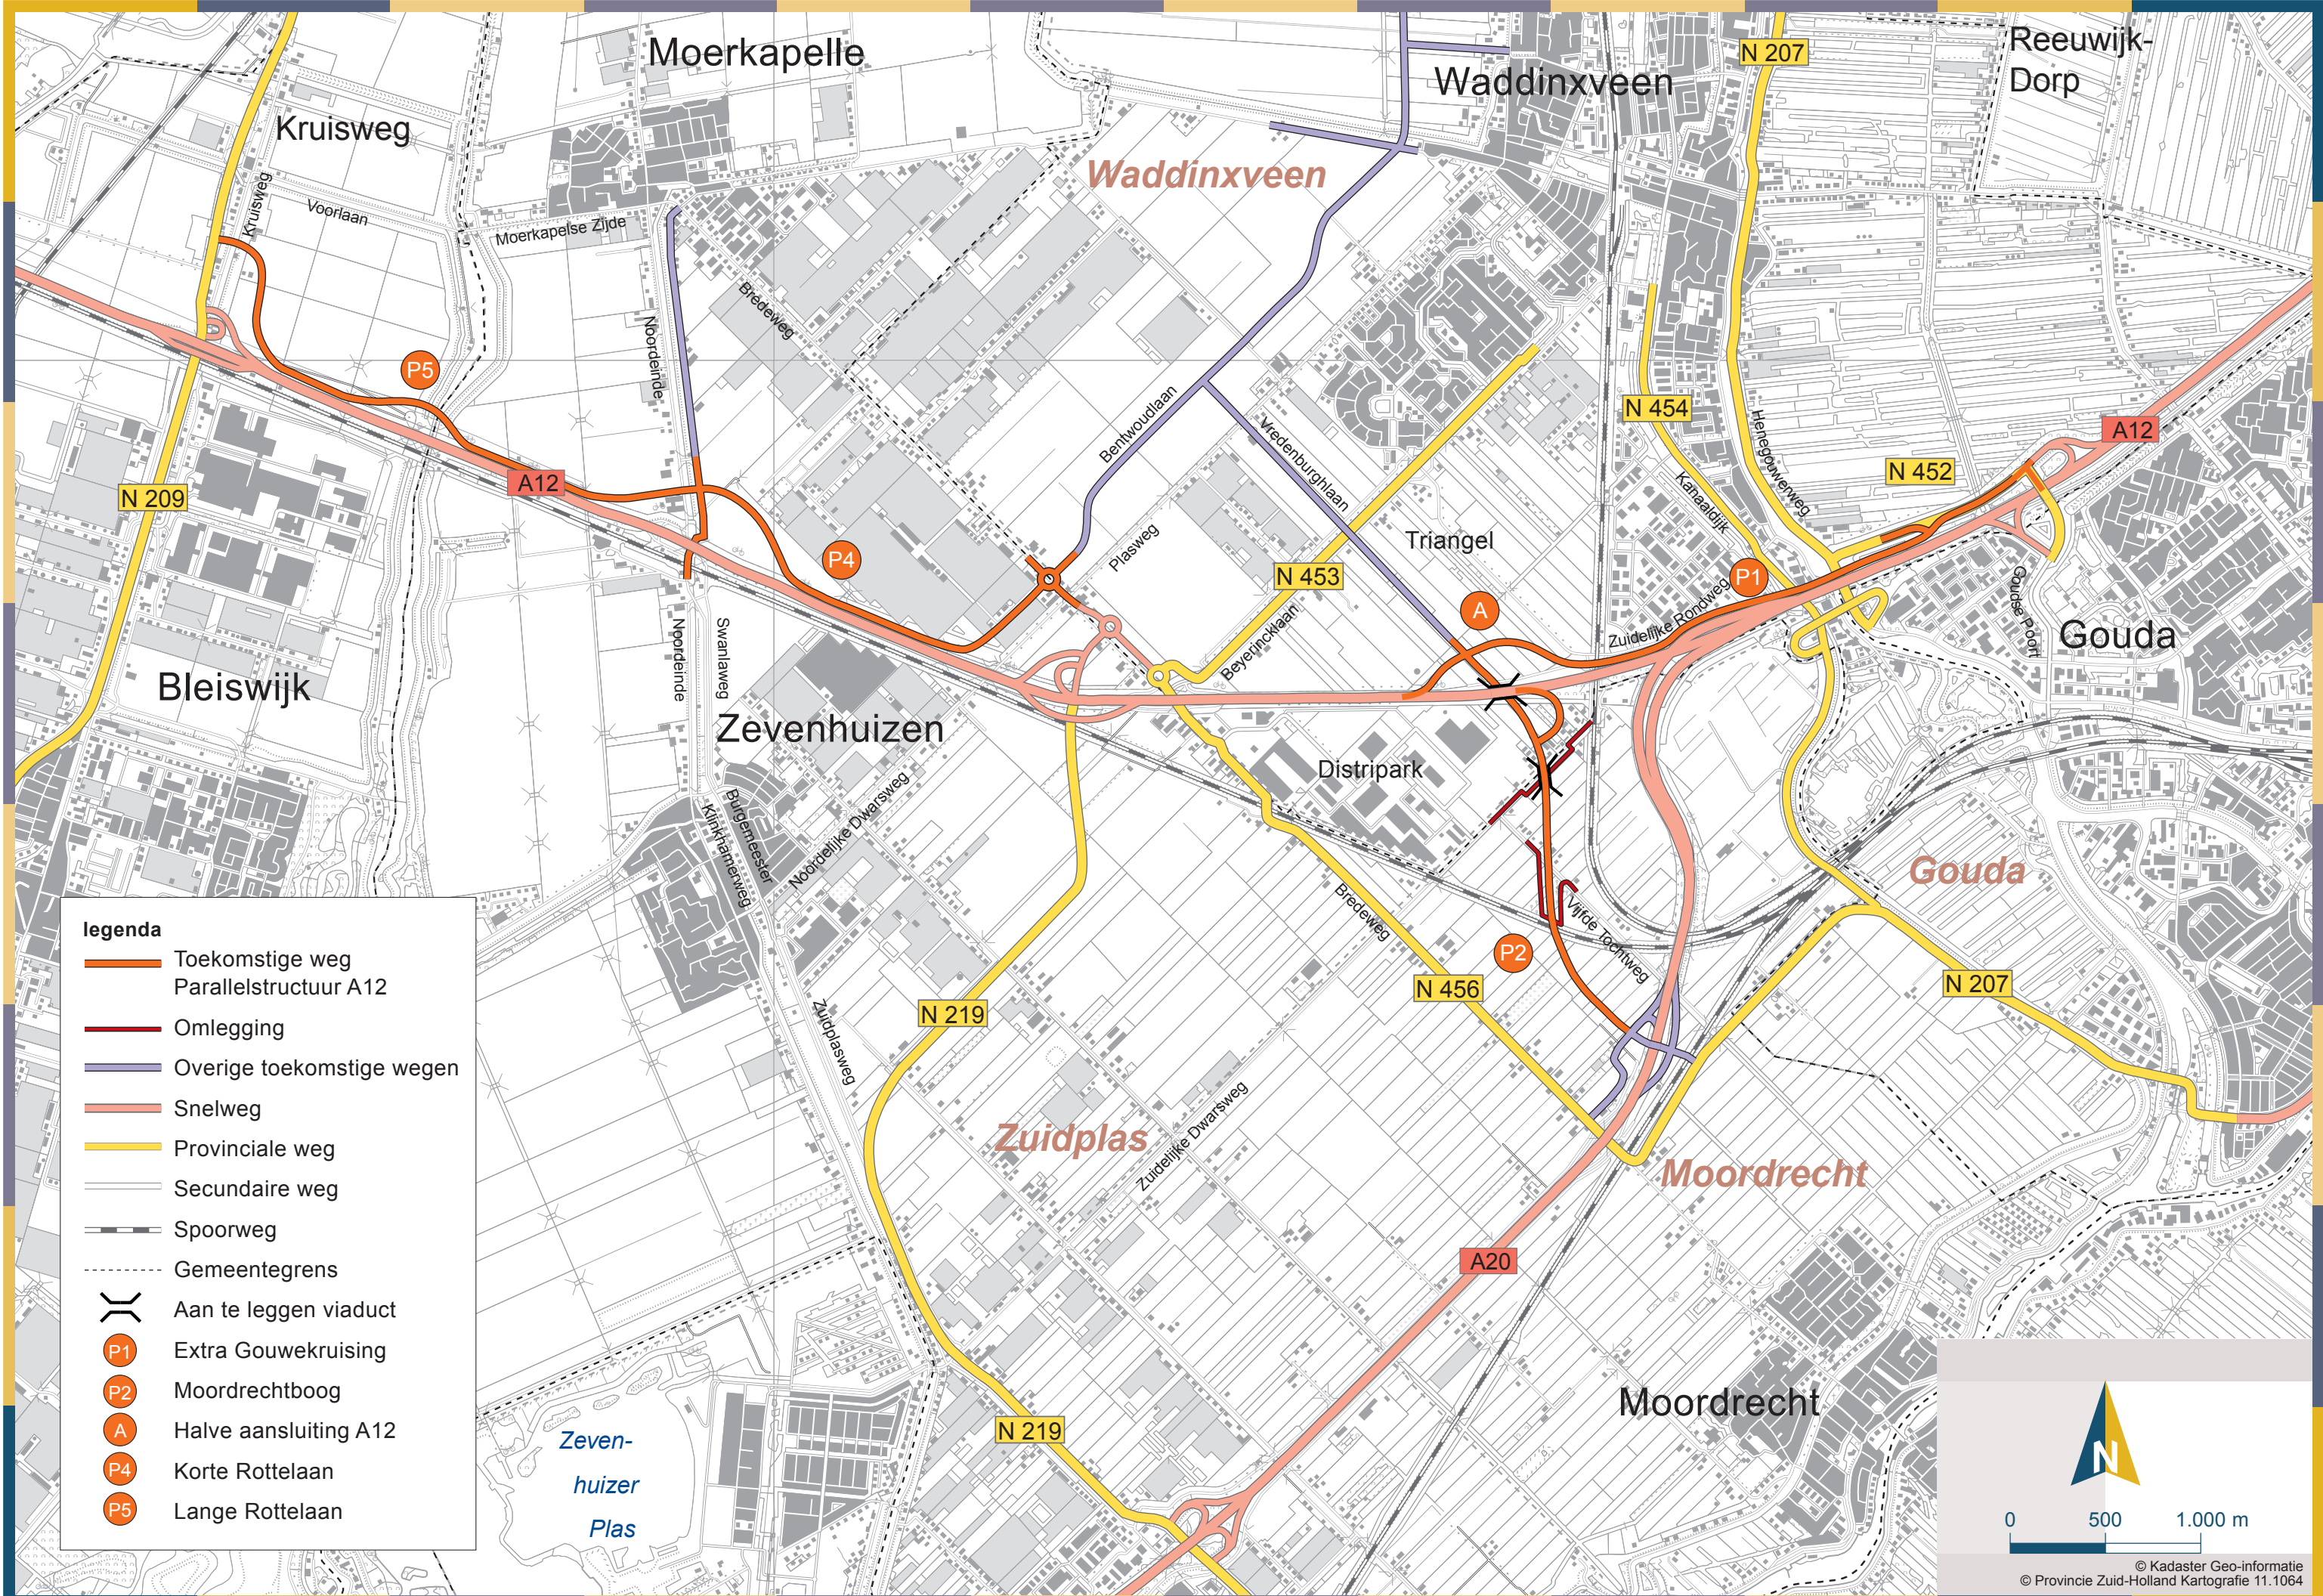 Moerkapelle
Waddinxveen
N 207
Reeuwijk-
Dorp
Kruisweg
Waddinxveen
Kruisweg
Voorlaan
Moerkapelse Zijde
Bredeweg
Noordeinde
P5
Bentwoudlaan
Vredenburghlaan
N 454
Henegouwerweg
A12
N 452
Kanaaldijk
A12
N 209
Plasweg
Triangel
P4
N 453
P1
A
Zuidelijke Rondweg
Goudse Poort
Gouda
Beyerincklaan
Noordeinde
Swanlaweg
Bleiswijk
Zevenhuizen
Distripark
Burgemeester
Klinkhamerweg
Noordelijke Dwarsweg
Gouda
Bredeweg
Vijfde Tochtweg
P2
N 456
N 207
N 219
Zuidplasweg
Zuidplas
Zuidelijke Dwarsweg
Moordrecht
A20
Moordrecht
N 219
Zeven-
huizer
Plas
legenda
Toekomstige weg
Parallelstructuur A12
Omlegging
Overige toekomstige wegen
Snelweg
Provinciale weg
Secundaire weg
Spoorweg
Gemeentegrens
Aan te leggen viaduct
P1 Extra Gouwekruising
P2 Moordrechtboog
A Halve aansluiting A12
P4 Korte Rottelaan
P5 Lange Rottelaan
N
0 500 1.000 m
© Kadaster Geo-informatie
© Provincie Zuid-Holland Kartografie 11.1064